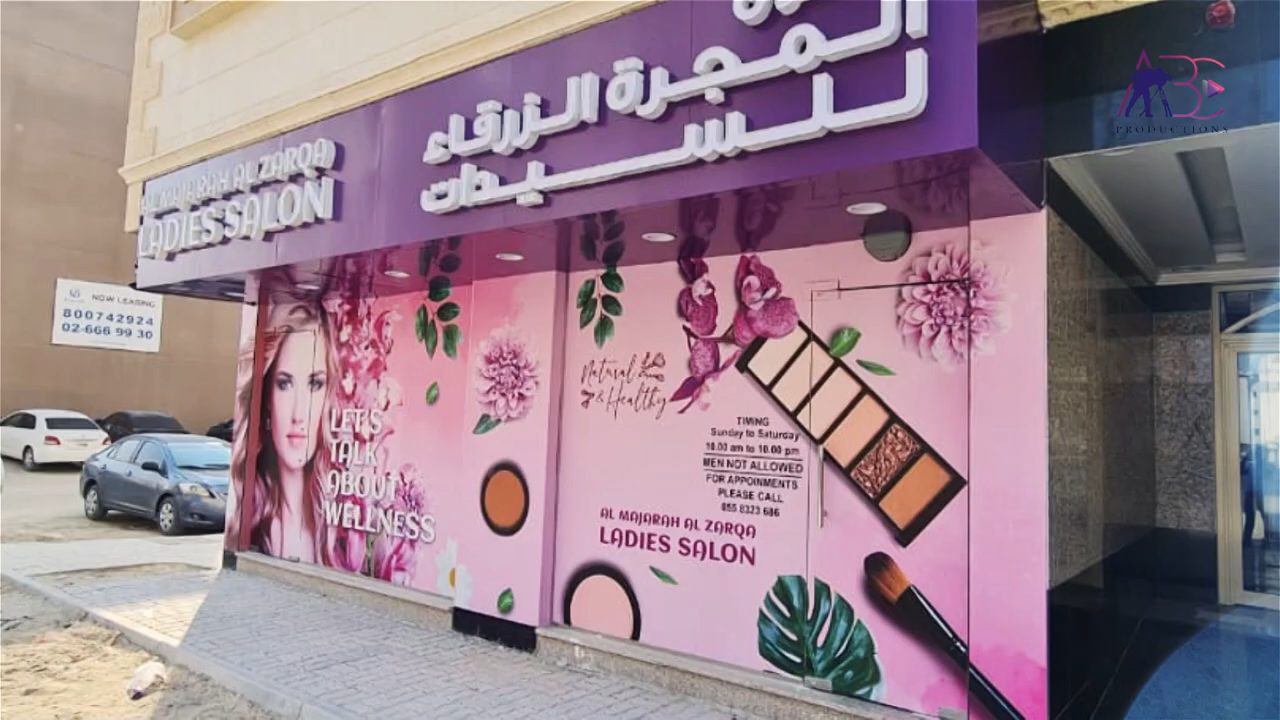 المجرة الزرقاء
للسيدات
AL MAJARAH AL ZARQA
LADIES SALON
NOW LEASING
800742924
02-666 99 30
LET'S
TALK
ABOUT
WELLNESS
Natural
& Healthy
TIMING
Sunday to Saturday
10.00 am to 10.00 pm
MEN NOT ALLOWED
FOR APPOINMENTS
PLEASE CALL
055 8323 686
AL MAJARAH AL ZARQA
LADIES SALON
ABC
PRODUCTIONS